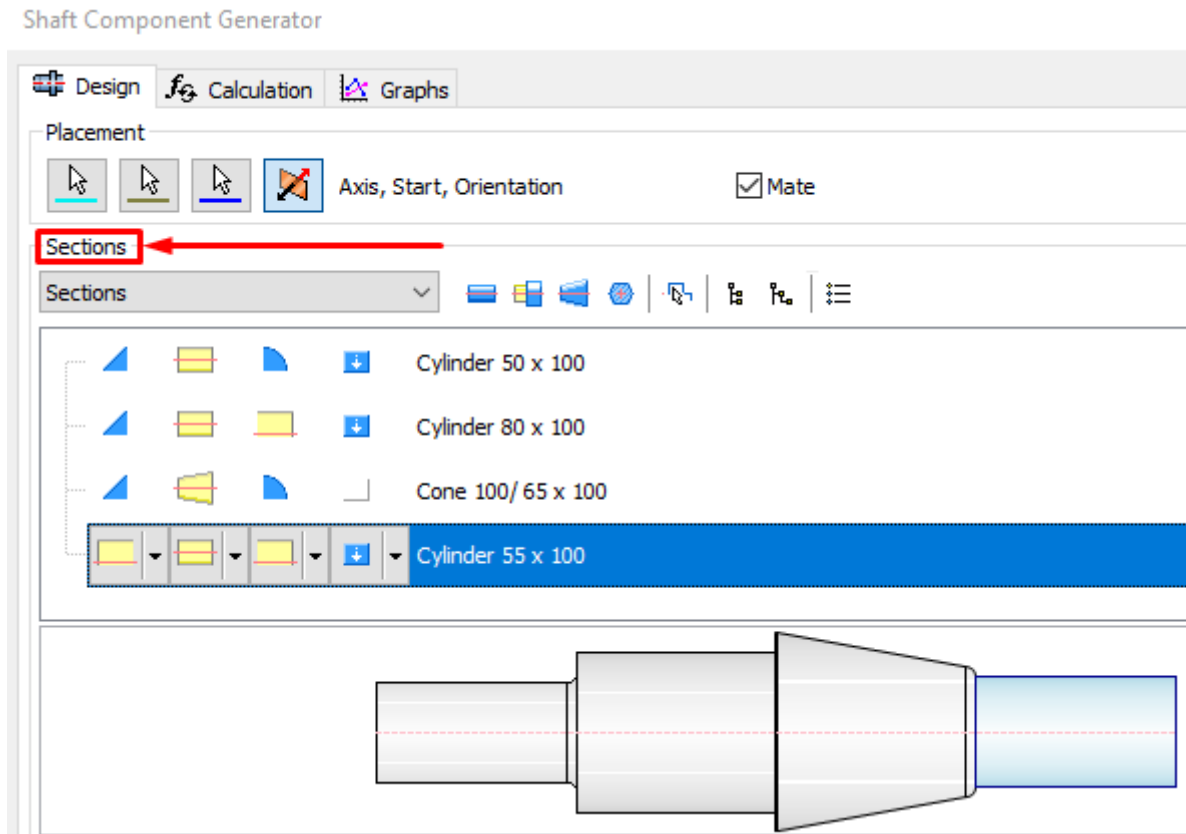 Shaft Component Generator
Design Calculation Graphs
Placement
Axis, Start, Orientation Mate
Sections
Sections
Cylinder 50 x 100
Cylinder 80 x 100
Cone 100/ 65 x 100
Cylinder 55 x 100